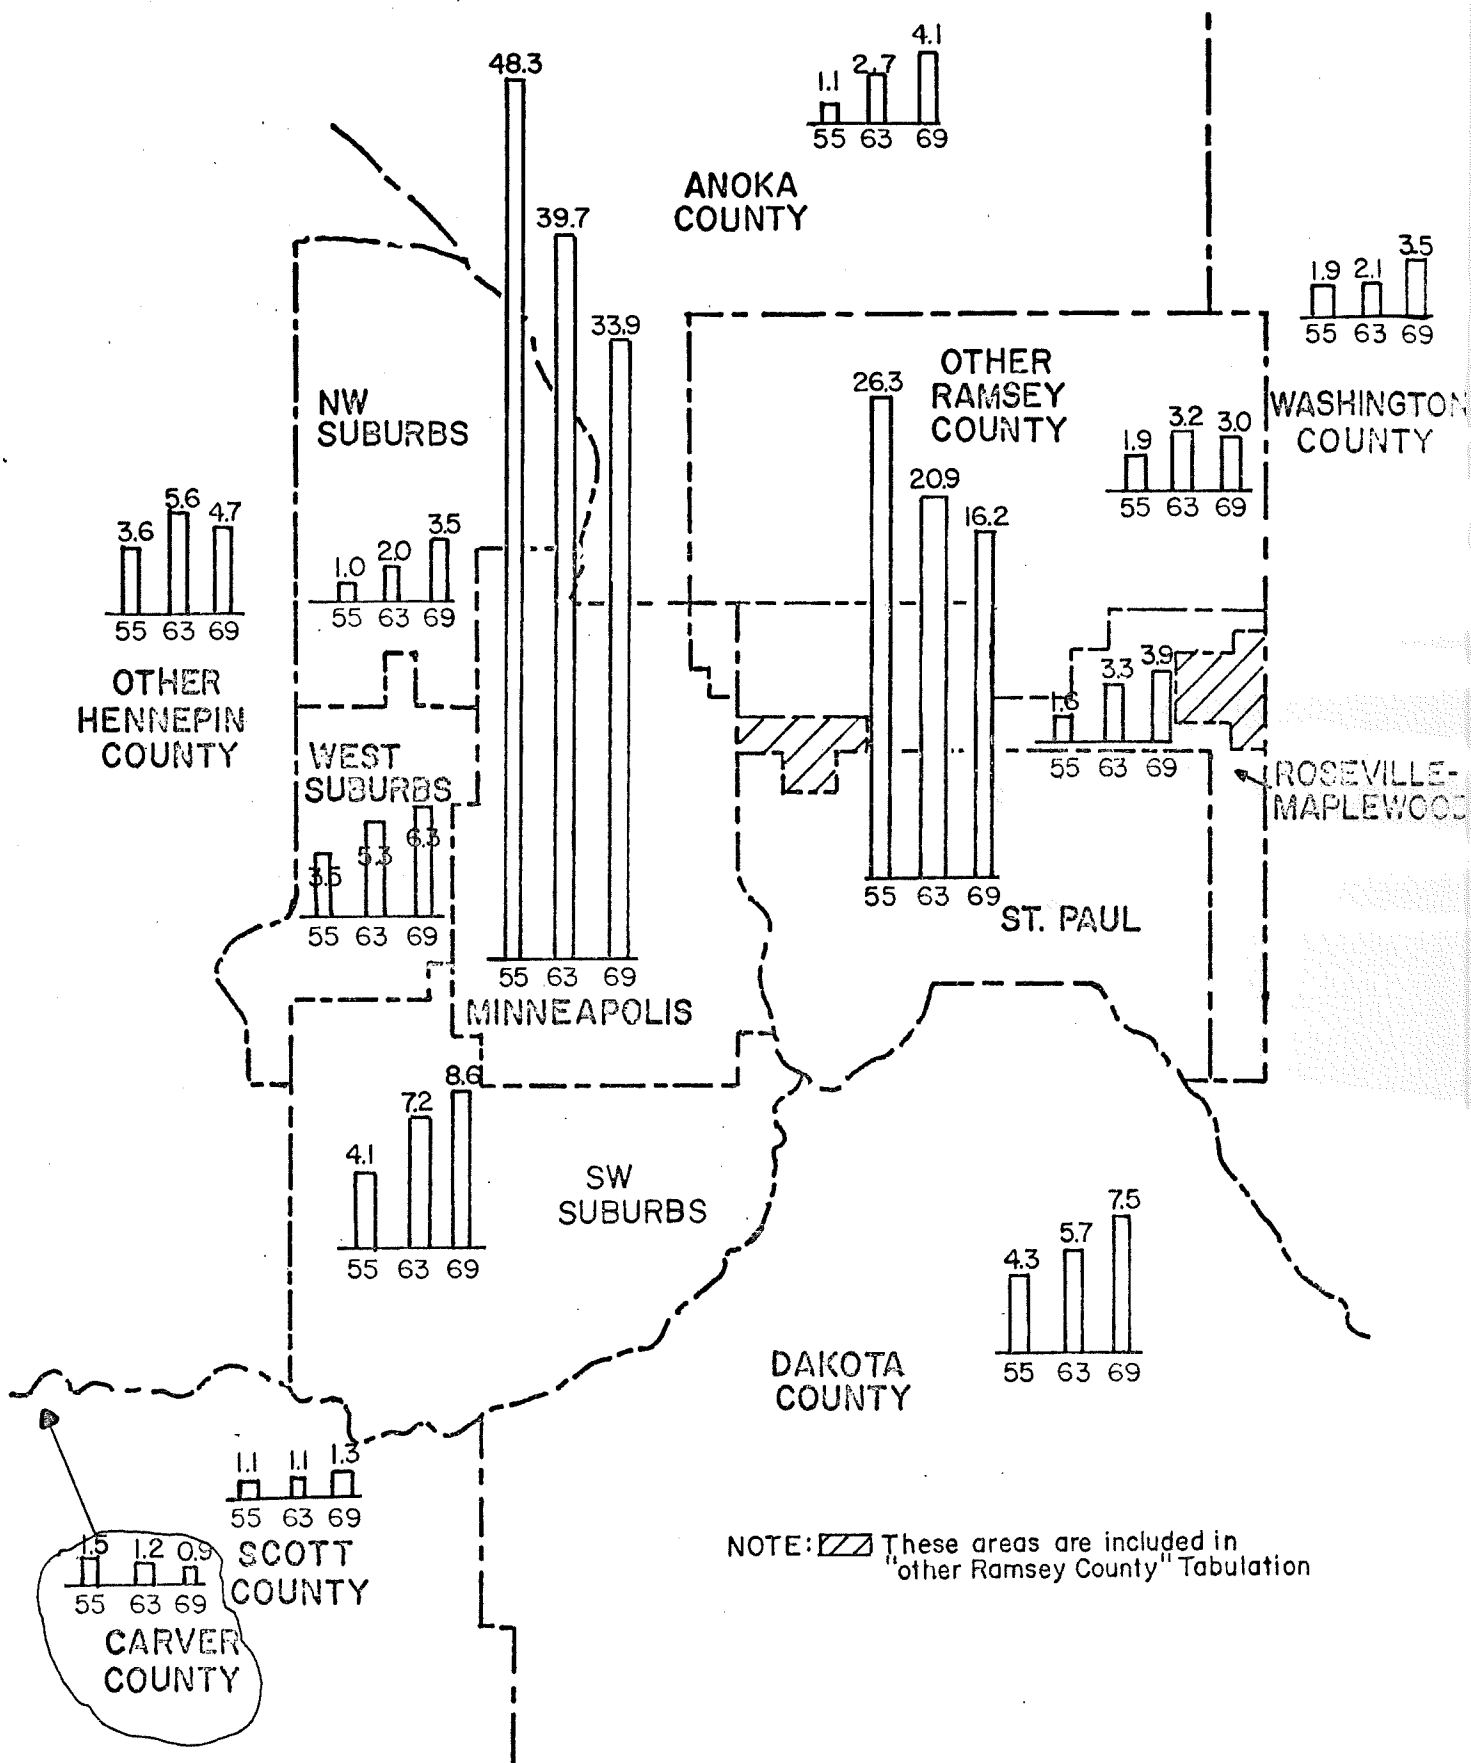 4.1
2.7
1.1
55 63 69
ANOKA
COUNTY
48.3
39.7
33.9
55 63 69
MINNEAPOLIS
3.5
2.1
1.9
55 63 69
WASHINGTON
COUNTY
OTHER
RAMSEY
COUNTY
1.9 3.2 3.0
55 63 69
NW
SUBURBS
1.0 2.0 3.5
55 63 69
3.6 5.6 4.7
55 63 69
OTHER
HENNEPIN
COUNTY
26.3
20.9
16.2
55 63 69
ST. PAUL
1.6 3.3 3.9
55 63 69
ROSEVILLE-
MAPLEWOOD
WEST
SUBURBS
3.5 5.3 6.3
55 63 69
4.1 7.2 8.6
55 63 69
SW
SUBURBS
4.3 5.7 7.5
55 63 69
DAKOTA
COUNTY
1.1 1.1 1.3
55 63 69
SCOTT
COUNTY
1.5 1.2 0.9
55 63 69
CARVER
COUNTY
NOTE: These areas are included in
"other Ramsey County" Tabulation